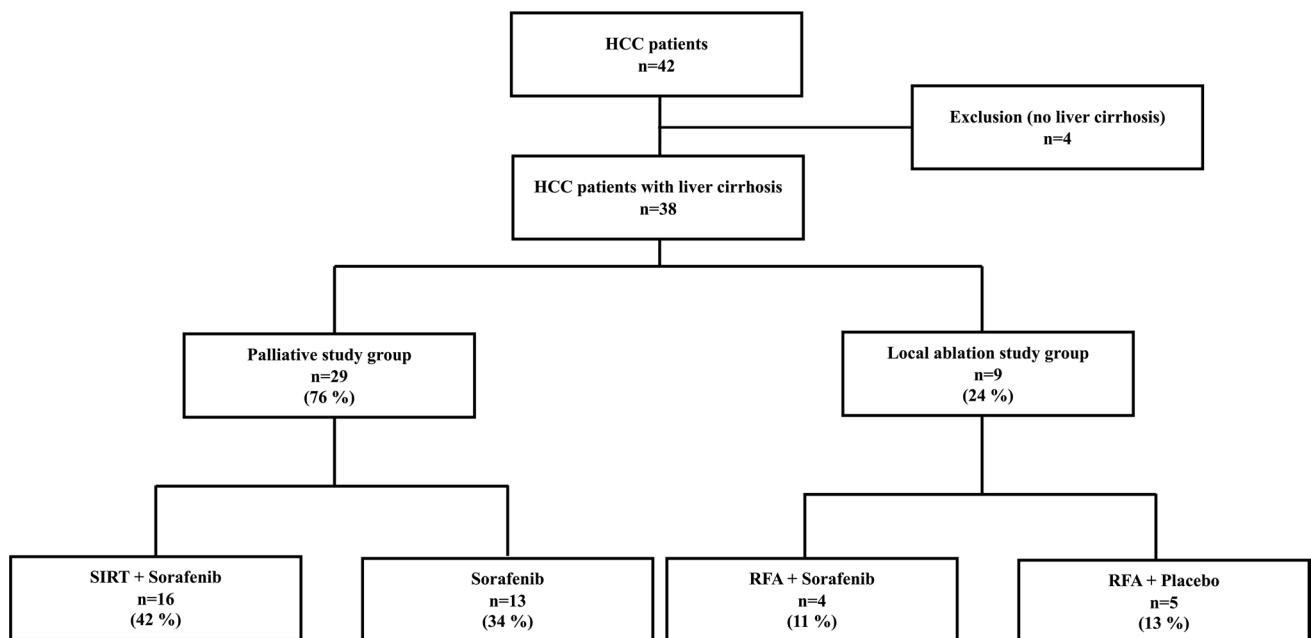 HCC patients
n=42
Exclusion (no liver cirrhosis)
n=4
HCC patients with liver cirrhosis
n=38
Palliative study group
n=29
(76 %)
Local ablation study group
n=9
(24 %)
SIRT + Sorafenib
n=16
(42 %)
Sorafenib
n=13
(34 %)
RFA + Sorafenib
n=4
(11 %)
RFA + Placebo
n=5
(13 %)